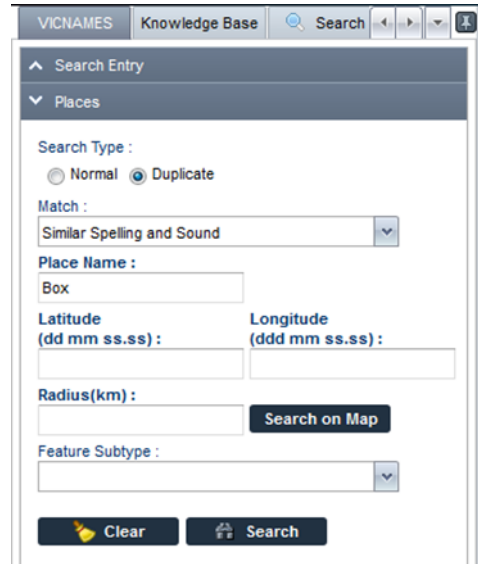 VICNAMES Knowledge Base Search
Search Entry
Places
Search Type :
Normal Duplicate
Match :
Similar Spelling and Sound
Place Name :
Box
Latitude Longitude
(dd mm ss.ss) : (ddd mm ss.ss) :
Radius(km) :
Search on Map
Feature Subtype :
Clear Search